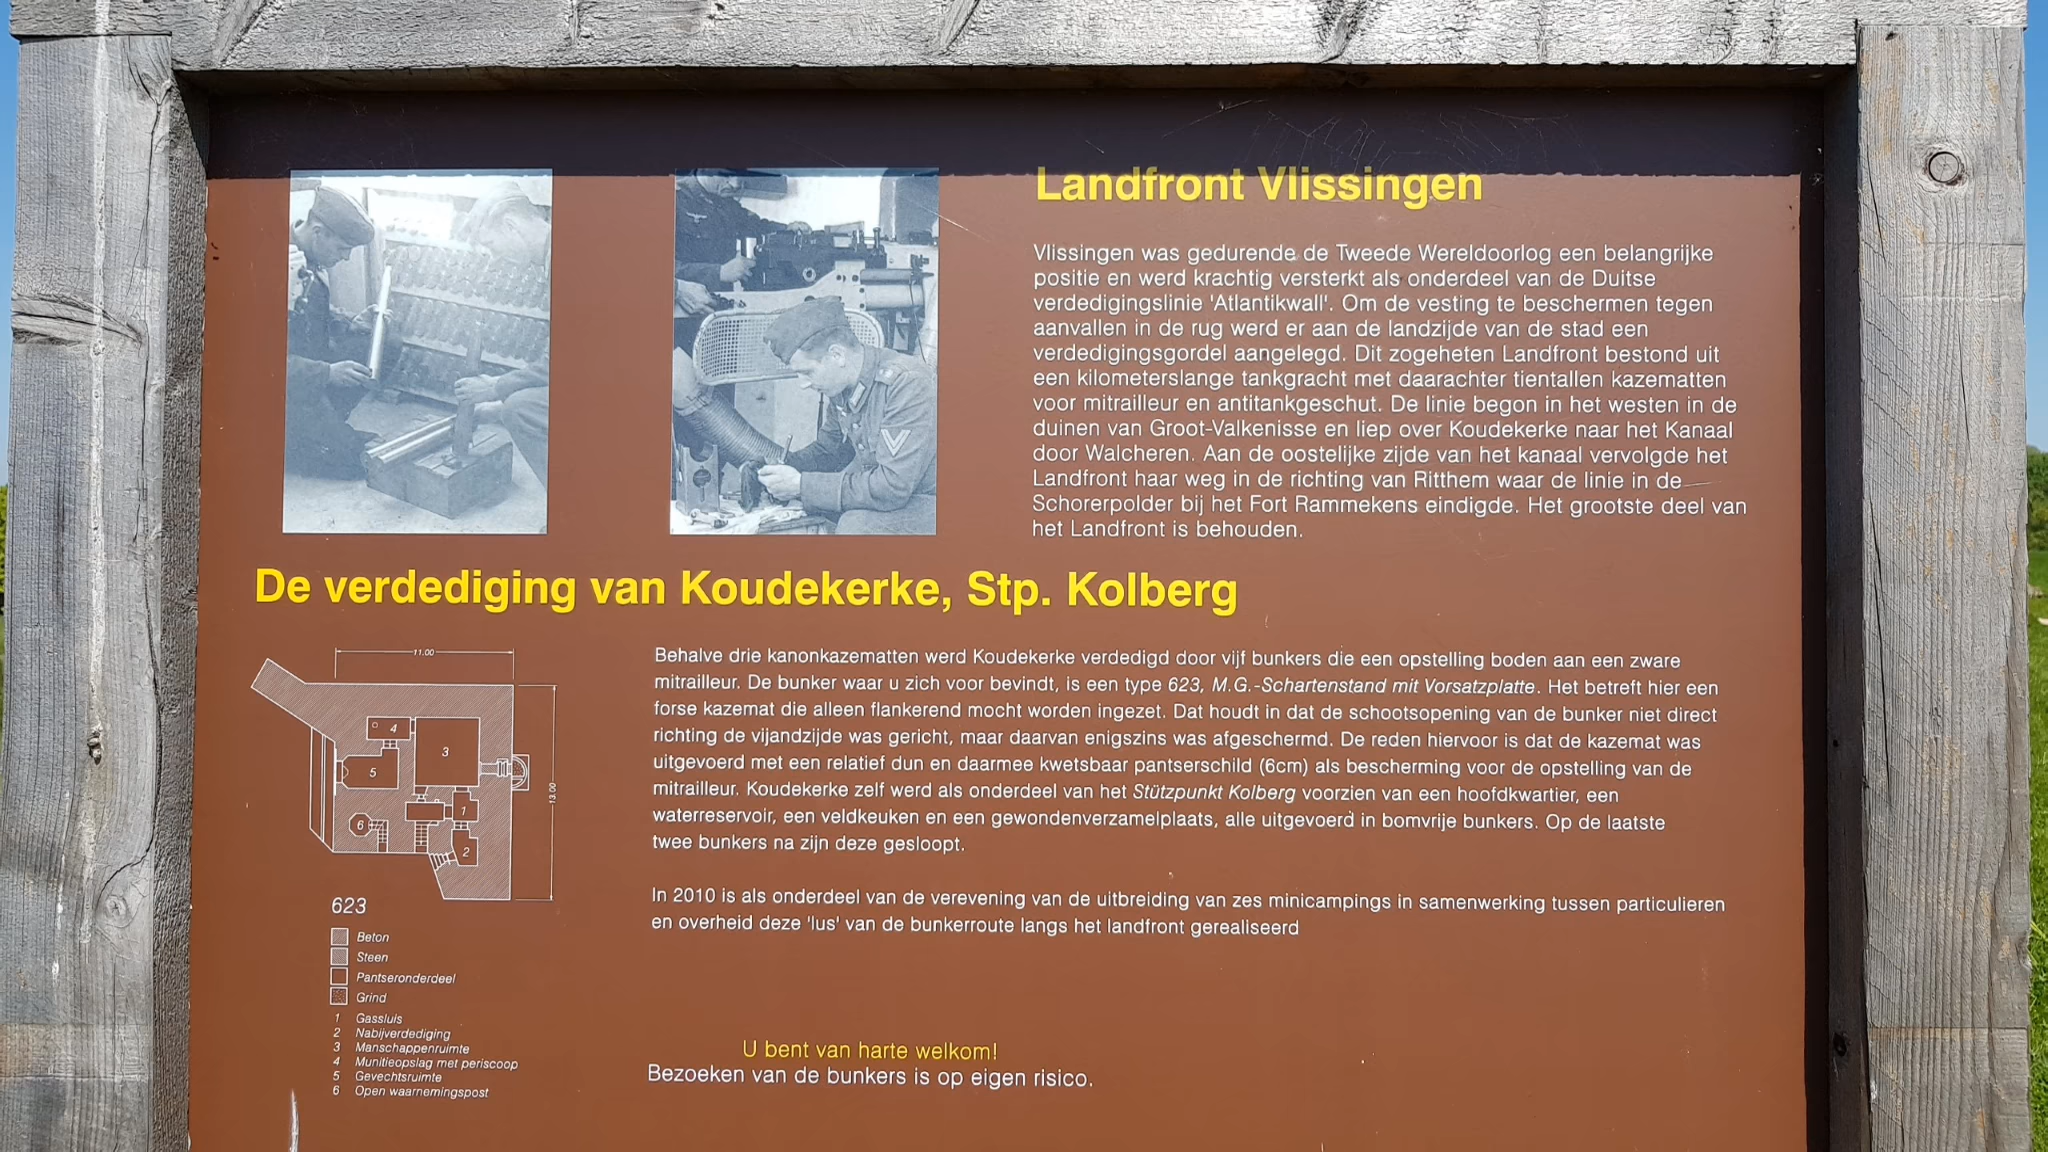 Landfront Vlissingen
Vlissingen was gedurende de Tweede Wereldoorlog een belangrijke
positie en werd krachtig versterkt als onderdeel van de Duitse
verdedigingslinie 'Atlantikwall'. Om de vesting te beschermen tegen
aanvallen in de rug werd er aan de landzijde van de stad een
verdedigingsgordel aangelegd. Dit zogeheten Landfront bestond uit
een kilometerslange tankgracht met daarachter tientallen kazematten
voor mitrailleur en antitankgeschut. De linie begon in het westen in de
duinen van Groot-Valkenisse en liep over Koudekerke naar het Kanaal
door Walcheren. Aan de oostelijke zijde van het kanaal vervolgde het
Landfront haar weg in de richting van Ritthem waar de linie in de
Schorerpolder bij het Fort Rammekens eindigde. Het grootste deel van
het Landfront is behouden.
De verdediging van Koudekerke, Stp. Kolberg
Behalve drie kanonkazematten werd Koudekerke verdedigd door vijf bunkers die een opstelling boden aan een zware
mitrailleur. De bunker waar u zich voor bevindt, is een type 623, M.G.-Schartenstand mit Vorsatzplatte. Het betreft hier een
forse kazemat die alleen flankerend mocht worden ingezet. Dat houdt in dat de schootsopening van de bunker niet direct
richting de vijandzijde was gericht, maar daarvan enigszins was afgeschermd. De reden hiervoor is dat de kazemat was
uitgevoerd met een relatief dun en daarmee kwetsbaar pantserschild (6cm) als bescherming voor de opstelling van de
mitrailleur. Koudekerke zelf werd als onderdeel van het Stützpunkt Kolberg voorzien van een hoofdkwartier, een
waterreservoir, een veldkeuken en een gewondenverzamelplaats, alle uitgevoerd in bomvrije bunkers. Op de laatste
twee bunkers na zijn deze gesloopt.
In 2010 is als onderdeel van de verevening van de uitbreiding van zes minicampings in samenwerking tussen particulieren
en overheid deze 'lus' van de bunkerroute langs het landfront gerealiseerd
11.00
13.00
4
3
5
1
6
2
623
Beton
Steen
Pantseronderdeel
Grind
1 Gassluis
2 Nabijverdediging
3 Manschappenruimte
4 Munitieopslag met periscoop
5 Gevechtsruimte
6 Open waarnemingspost
U bent van harte welkom!
Bezoeken van de bunkers is op eigen risico.